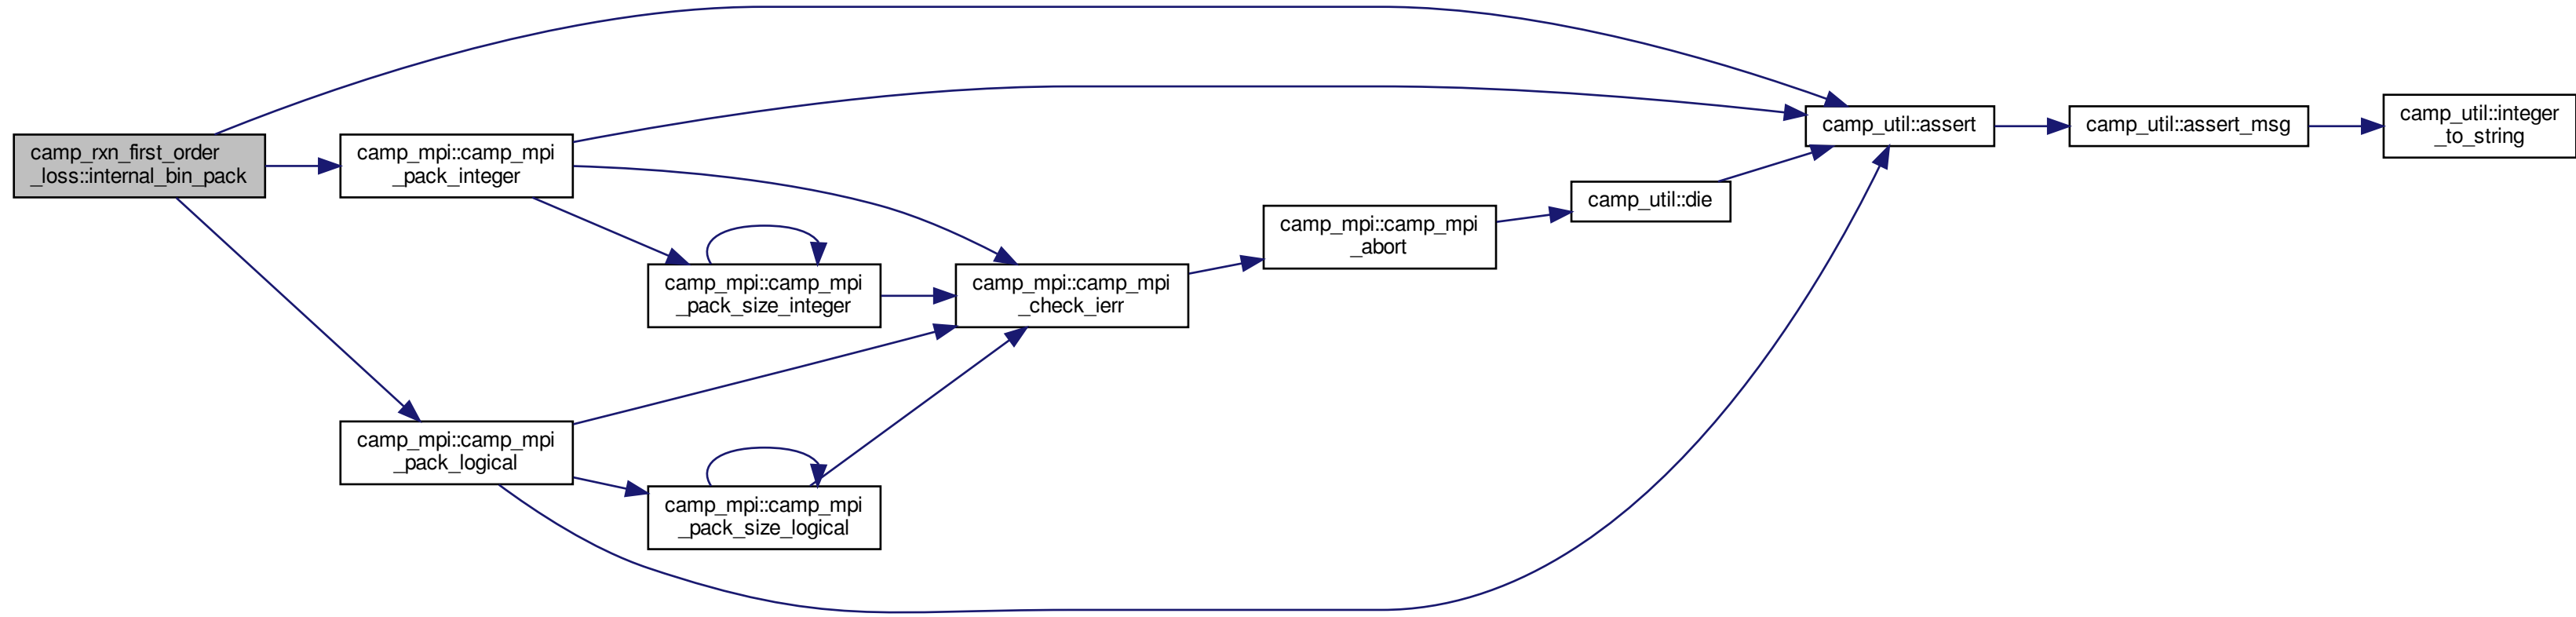 camp_rxn_first_order
_loss::internal_bin_pack
camp_mpi::camp_mpi
_pack_integer
camp_mpi::camp_mpi
_pack_size_integer
camp_mpi::camp_mpi
_check_ierr
camp_mpi::camp_mpi
_abort
camp_util::die
camp_util::assert
camp_util::assert_msg
camp_util::integer
_to_string
camp_mpi::camp_mpi
_pack_logical
camp_mpi::camp_mpi
_pack_size_logical